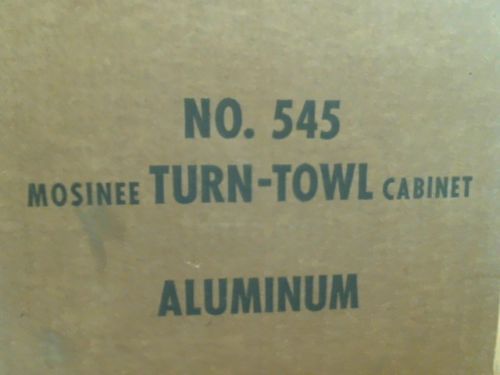 NO. 545
MOSINEE TURN-TOWL CABINET
ALUMINUM